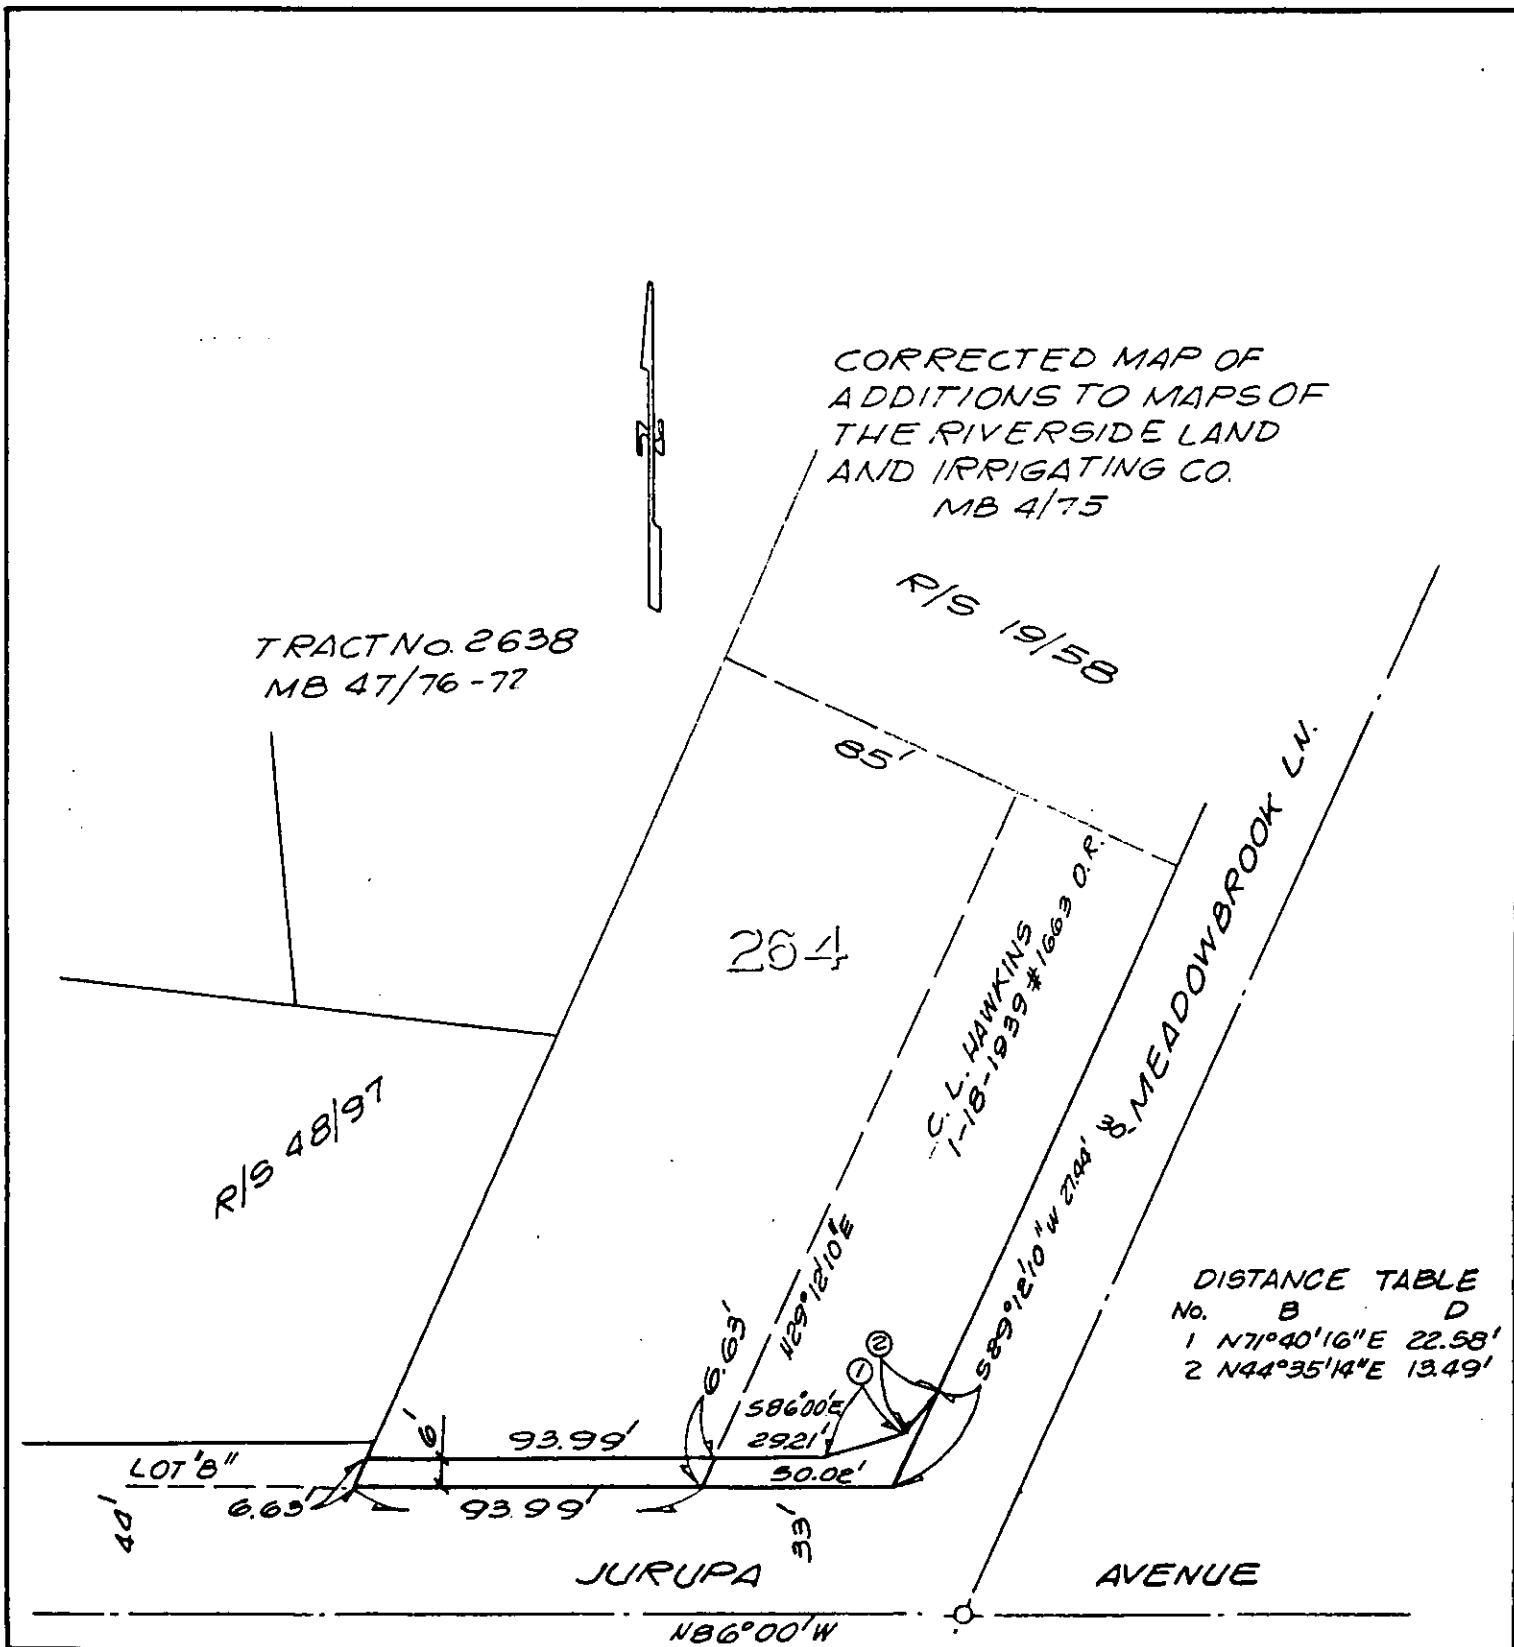 CORRECTED MAP OF
ADDITIONS TO MAPS OF
THE RIVERSIDE LAND
AND IRRIGATING CO.
MB 4/75
R/S 19/58
TRACT NO. 2638
MB 47/76-77
85'
264
C. L. HAWKINS
1-18-1939 #1663 O.R.
MEADOWBROOK LN.
30'
R/S 48/97
N29°12'10"E
S89°12'10"W 27.44'
DISTANCE TABLE
No. B D
1 N71°40'16"E 22.58'
2 N44°35'14"E 13.49'
6.63'
1
2
S86°00'E
29.21'
6'
93.99'
50.02'
LOT "B"
6.63'
93.99'
44'
33'
JURUPA AVENUE
N86°00'W